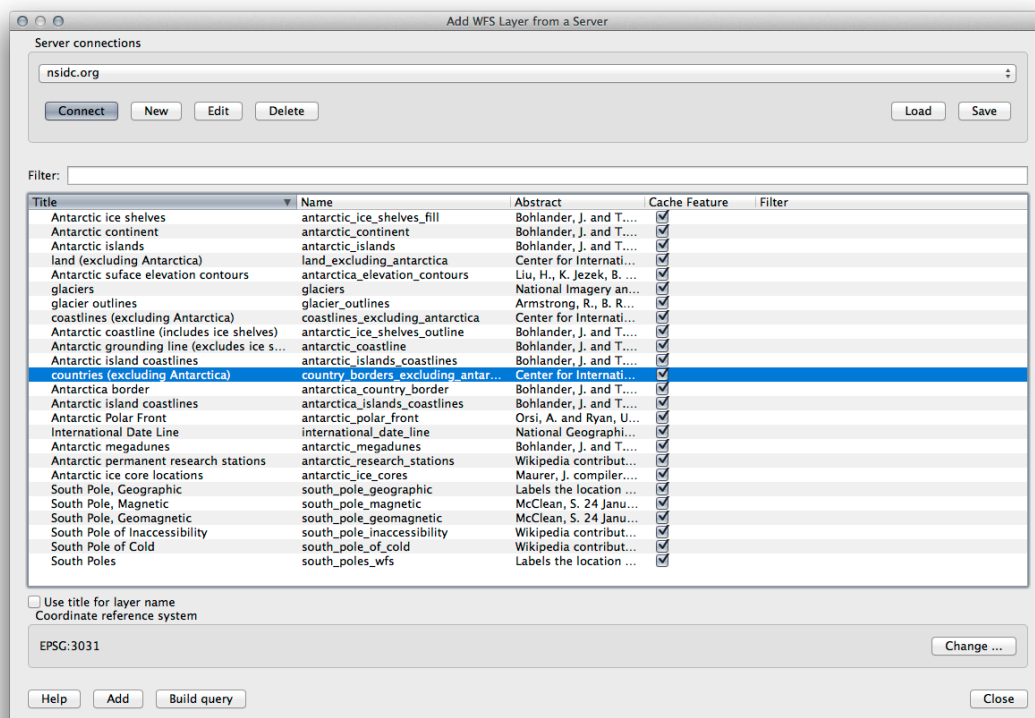 Add WFS Layer from a Server
Server connections
nsidc.org
Connect New Edit Delete Load Save
Filter:
Title Name Abstract Cache Feature Filter
Antarctic ice shelves antarctic_ice_shelves_fill Bohlander, J. and T....
Antarctic continent antarctic_continent Bohlander, J. and T....
Antarctic islands antarctic_islands Bohlander, J. and T....
land (excluding Antarctica) land_excluding_antarctica Center for Internati...
Antarctic suface elevation contours antarctica_elevation_contours Liu, H., K. Jezek, B. ...
glaciers glaciers National Imagery an...
glacier outlines glacier_outlines Armstrong, R., B. R...
coastlines (excluding Antarctica) coastlines_excluding_antarctica Center for Internati...
Antarctic coastline (includes ice shelves) antarctic_ice_shelves_outline Bohlander, J. and T....
Antarctic grounding line (excludes ice s... antarctic_coastline Bohlander, J. and T....
Antarctic island coastlines antarctic_islands_coastlines Bohlander, J. and T....
countries (excluding Antarctica) country_borders_excluding_antar... Center for Internati...
Antarctica border antarctica_country_border Bohlander, J. and T....
Antarctic island coastlines antarctica_islands_coastlines Bohlander, J. and T....
Antarctic Polar Front antarctic_polar_front Orsi, A. and Ryan, U...
International Date Line international_date_line National Geographi...
Antarctic megadunes antarctic_megadunes Bohlander, J. and T....
Antarctic permanent research stations antarctic_research_stations Wikipedia contribut...
Antarctic ice core locations antarctic_ice_cores Maurer, J. compiler....
South Pole, Geographic south_pole_geographic Labels the location ...
South Pole, Magnetic south_pole_magnetic McClean, S. 24 Janu...
South Pole, Geomagnetic south_pole_geomagnetic McClean, S. 24 Janu...
South Pole of Inaccessibility south_pole_inaccessibility Wikipedia contribut...
South Pole of Cold south_pole_of_cold Wikipedia contribut...
South Poles south_poles_wfs Labels the location ...
Use title for layer name
Coordinate reference system
EPSG:3031 Change ...
Help Add Build query Close